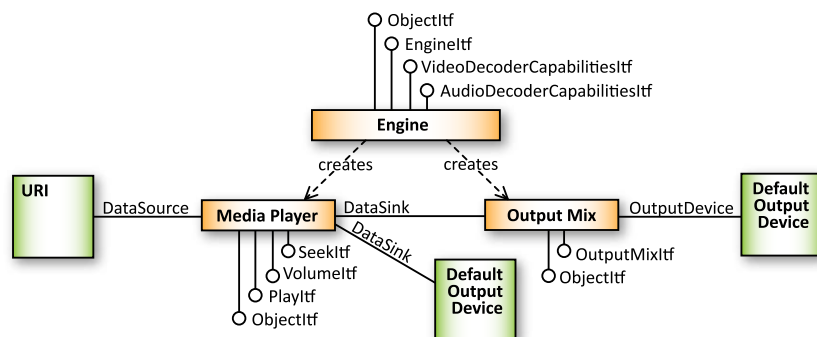 ObjectItf
EngineItf
VideoDecoderCapabilitiesItf
AudioDecoderCapabilitiesItf
Engine
creates
creates
URI
DataSource
Media Player
DataSink
Output Mix
OutputDevice
Default
Output
Device
DataSink
SeekItf
VolumeItf
PlayItf
ObjectItf
Default
Output
Device
OutputMixItf
ObjectItf